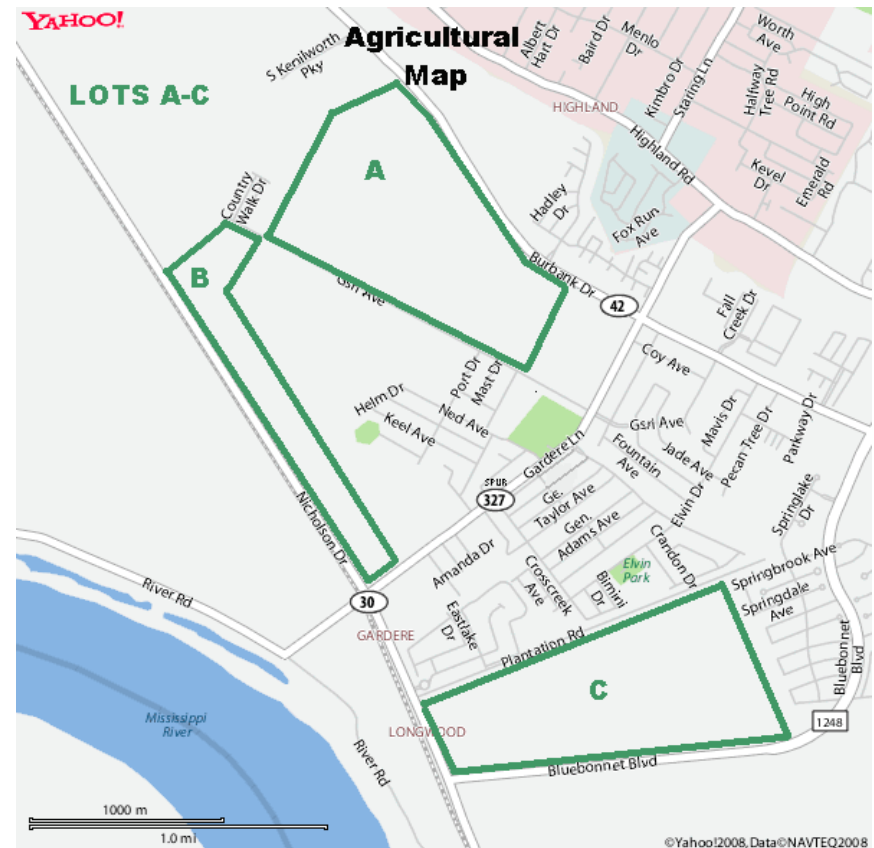 YAHOO!
Agricultural
Map
LOTS A-C
S Kenilworth
Pky
Albert
Hart Dr
Baird Dr
Menlo
Dr
Kimbro Dr
Staring Ln
Worth
Ave
Halfway
Tree Rd
High
Point Rd
HIGHLAND
Highland Rd
Kevel
Dr
Emerald
Rd
A
Country
Walk Dr
Hadley
Dr
Fox Run
Ave
B
Gsri Ave
Burbank Dr
42
Fall
Creek Dr
Coy Ave
Port Dr
Mast Dr
Helm Dr
Ned Ave
Keel Ave
Gsri Ave
Mavis Dr
Pecan Tree Dr
Parkway Dr
Gardere Ln
Fountain
Ave
Jade Ave
SPUR
327
Ge.
Taylor Ave
Gen.
Adams Ave
Elvin Dr
Springlake
Dr
Nicholson Dr
Amanda Dr
Crosscreek
Ave
Bimini
Dr
Elvin
Park
Crandon Dr
Springbrook Ave
Springdale
Ave
River Rd
30
GARDERE
Eastlake
Dr
Plantation Rd
C
Bluebonnet
Blvd
1248
LONGWOOD
Mississippi
River
River Rd
Bluebonnet Blvd
1000 m
1.0 mi
©Yahoo!2008, Data©NAVTEQ2008